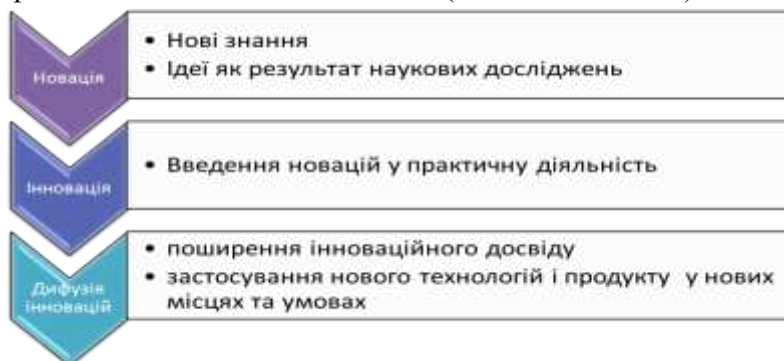 Новація
• Нові знання
• Ідеї як результат наукових досліджень
Інновація
• Введення новацій у практичну діяльність
Дифузія
інновацій
• поширення інноваційного досвіду
• застосування нового технологій і продукту у нових
місцях та умовах